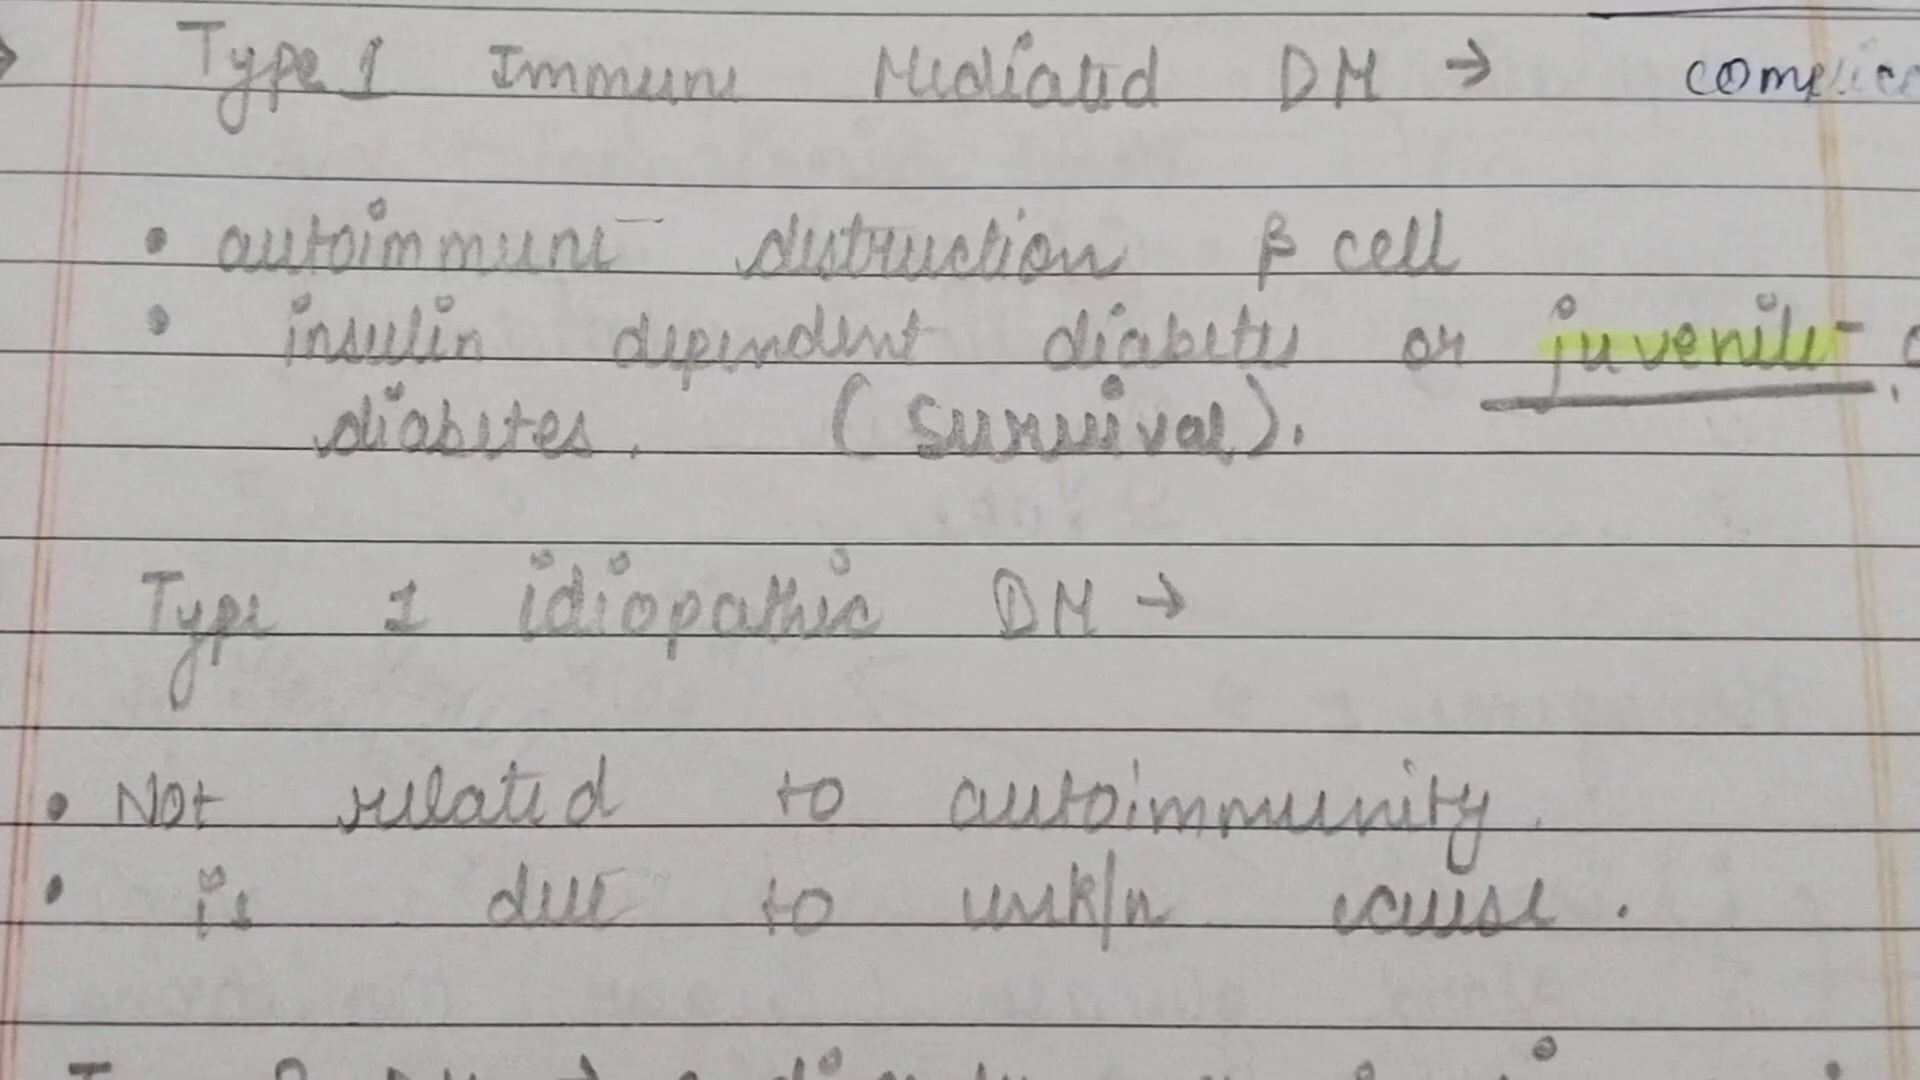 Type 1 Immune Mediated DM →
• autoimmune destruction β cell
• insulin dependent diabetes or juvenile
diabetes. (Survival).
Type 1 idiopathic DM →
• Not related to autoimmunity.
• is due to unk/n cause.